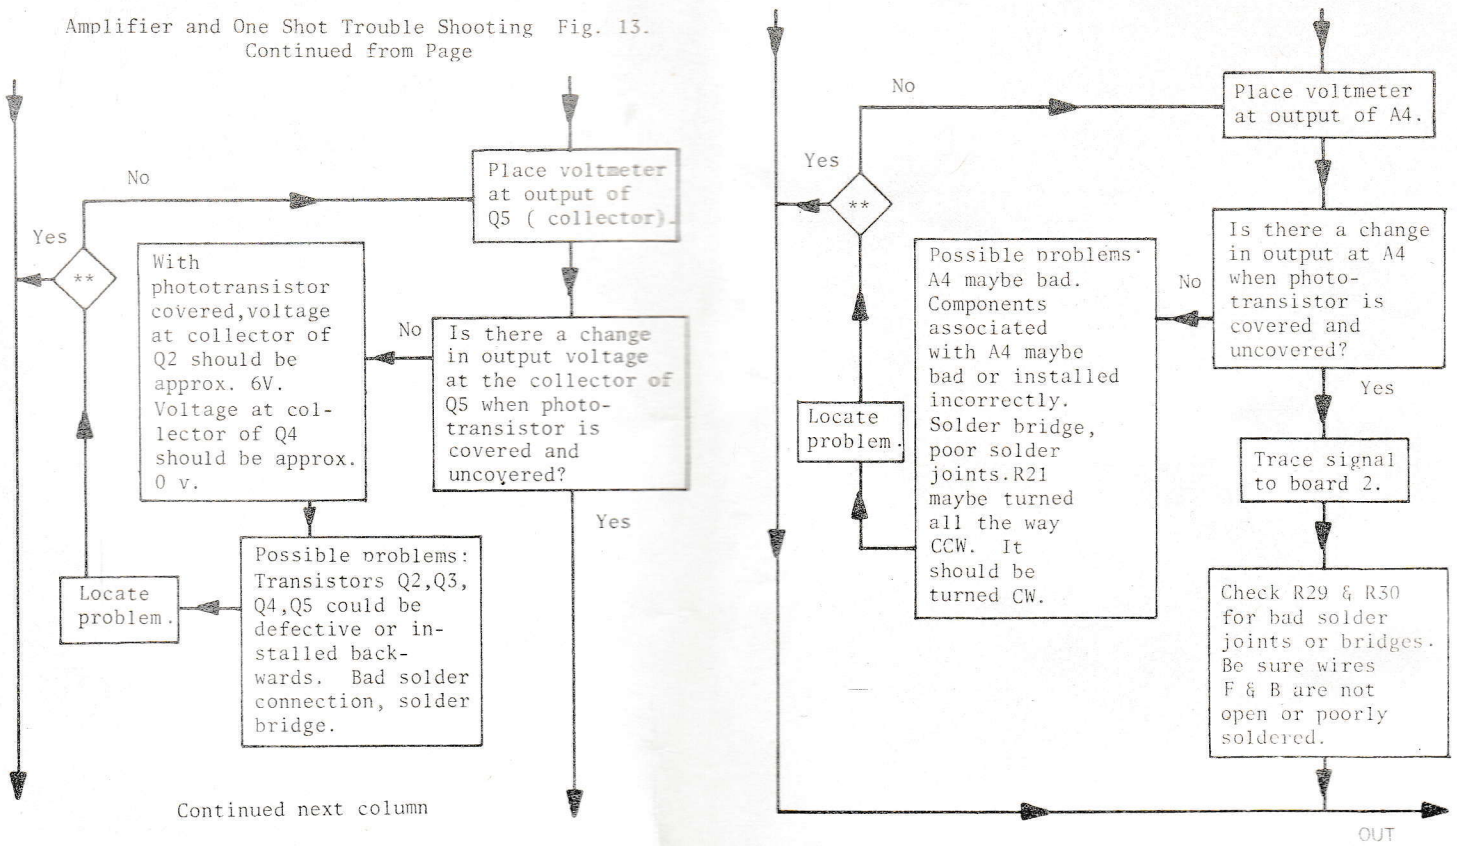 Amplifier and One Shot Trouble Shooting Fig. 13.
Continued from Page
No
Place voltmeter
at output of
Q5 ( collector).
Yes
**
With
phototransistor
covered,voltage
at collector of
Q2 should be
approx. 6V.
Voltage at col-
lector of Q4
should be approx.
0 v.
No
Is there a change
in output voltage
at the collector of
Q5 when photo-
transistor is
covered and
uncovered?
Yes
Possible problems:
Transistors Q2,Q3,
Q4,Q5 could be
defective or in-
stalled back-
wards. Bad solder
connection, solder
bridge.
Locate
problem.
Continued next column
No
Place voltmeter
at output of A4.
Yes
**
Is there a change
in output at A4
when photo-
transistor is
covered and
uncovered?
No
Possible problems:
A4 maybe bad.
Components
associated
with A4 maybe
bad or installed
incorrectly.
Solder bridge,
poor solder
joints.R21
maybe turned
all the way
CCW. It
should be
turned CW.
Locate
problem.
Yes
Trace signal
to board 2.
Check R29 & R30
for bad solder
joints or bridges.
Be sure wires
F & B are not
open or poorly
soldered.
OUT